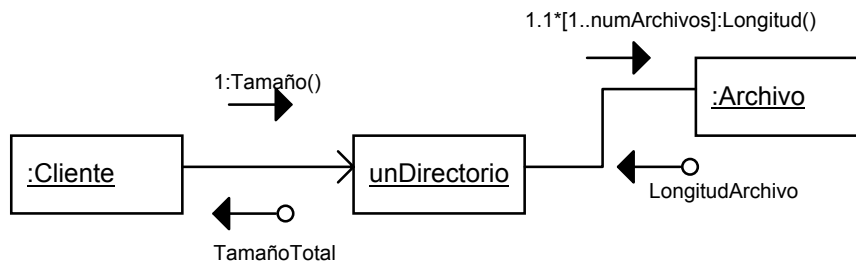 1.1*[1..numArchivos]:Longitud()
1:Tamaño()
:Archivo
:Cliente
unDirectorio
LongitudArchivo
TamañoTotal